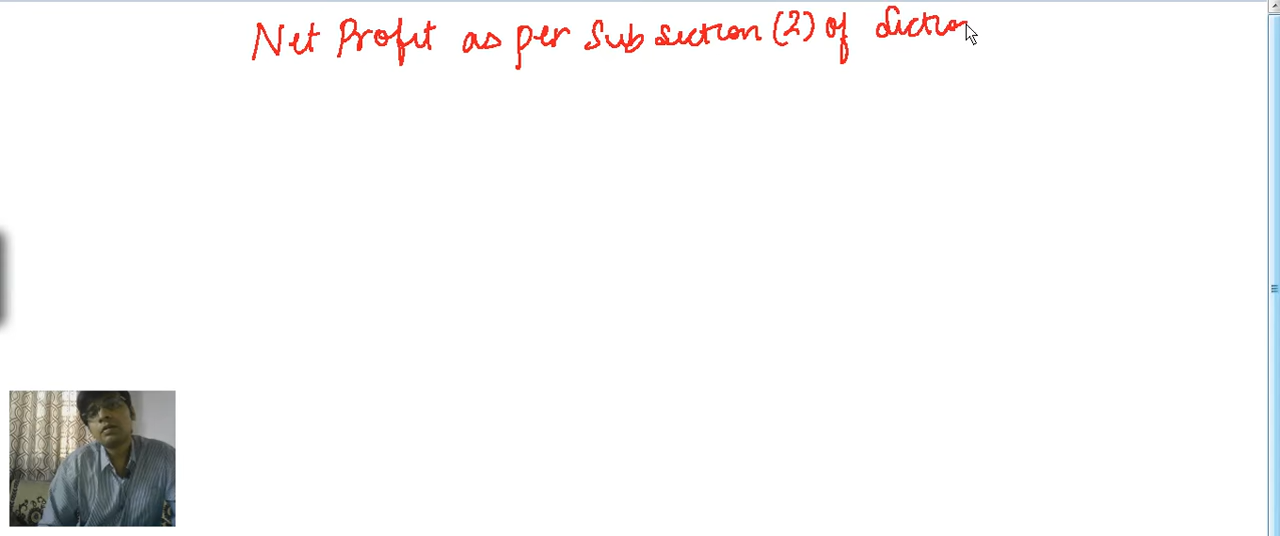 Net Profit as per Sub section (2) of Section